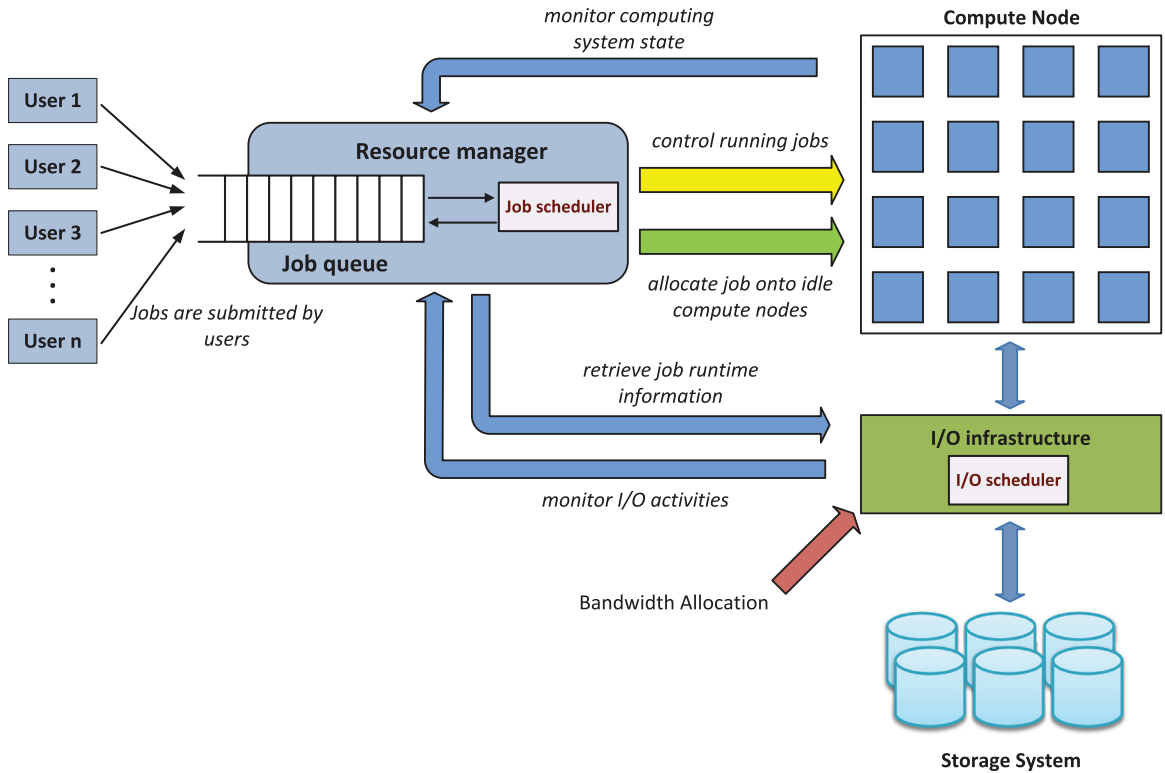 monitor computing
system state
Compute Node
User 1
User 2
User 3
User n
Jobs are submitted by
users
Resource manager
Job scheduler
Job queue
control running jobs
allocate job onto idle
compute nodes
retrieve job runtime
information
monitor I/O activities
I/O infrastructure
I/O scheduler
Bandwidth Allocation
Storage System